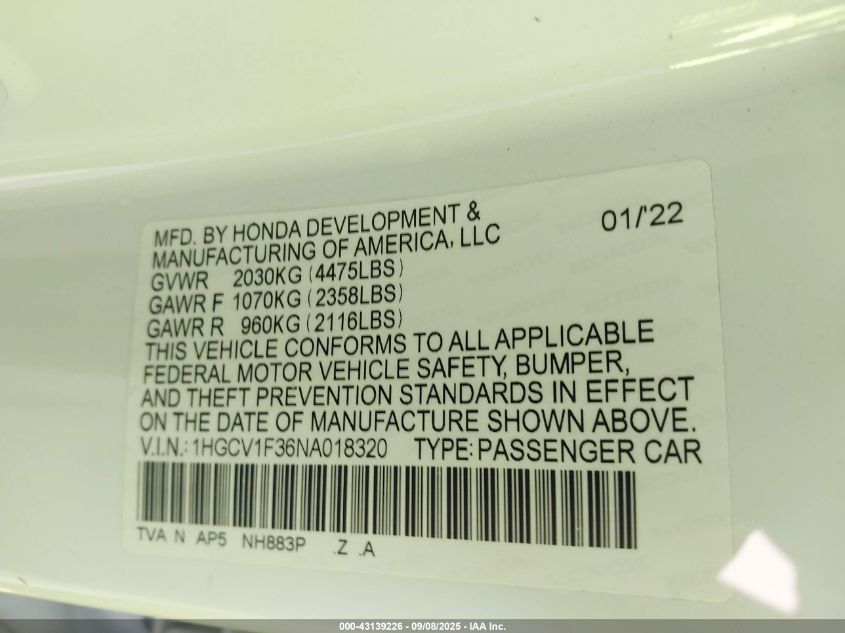 MFD. BY HONDA DEVELOPMENT & 01/'22
MANUFACTURING OF AMERICA, LLC
GVWR 2030KG (4475LBS)
GAWR F 1070KG (2358LBS)
GAWR R 960KG (2116LBS)
THIS VEHICLE CONFORMS TO ALL APPLICABLE
FEDERAL MOTOR VEHICLE SAFETY, BUMPER,
AND THEFT PREVENTION STANDARDS IN EFFECT
ON THE DATE OF MANUFACTURE SHOWN ABOVE.
V.I.N.: 1HGCV1F36NA018320 TYPE: PASSENGER CAR
TVA N AP5 NH883P .Z .A
000-43139226 - 09/08/2025 - IAA Inc.